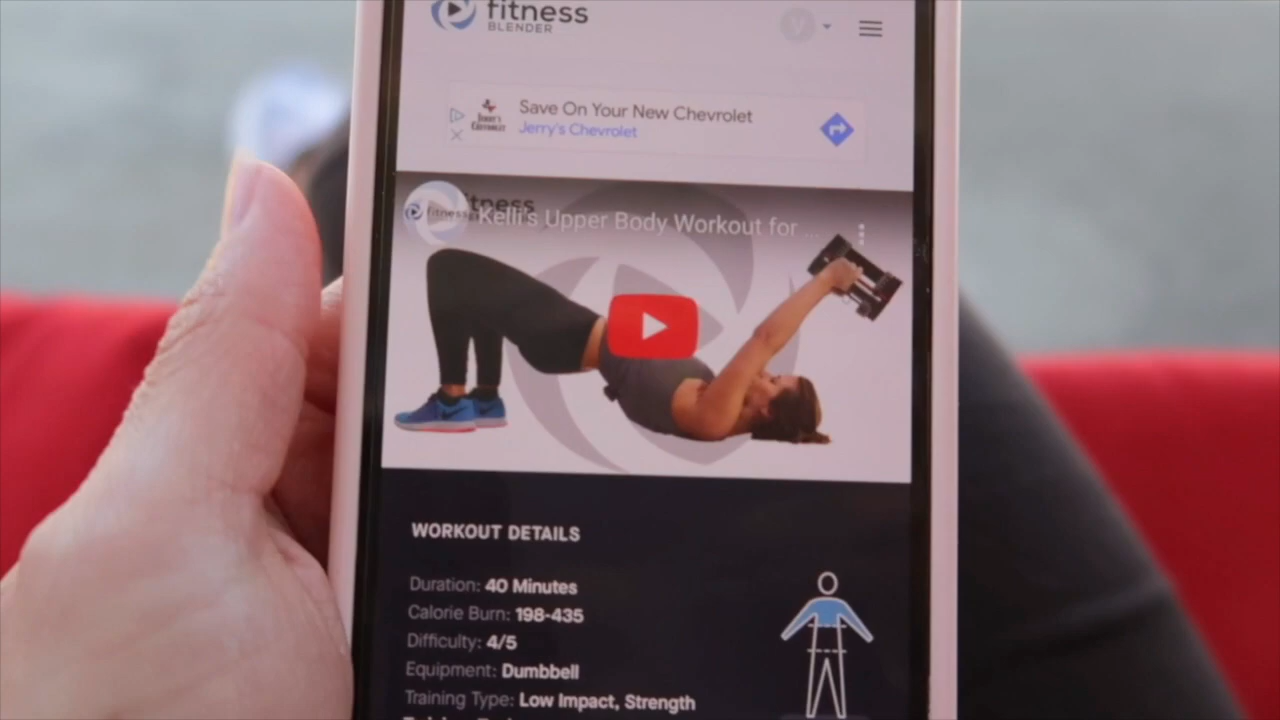 fitness
BLENDER
Save On Your New Chevrolet
Jerry's Chevrolet
fitness
Kelli's Upper Body Workout for ...
WORKOUT DETAILS
Duration: 40 Minutes
Calorie Burn: 198-435
Difficulty: 4/5
Equipment: Dumbbell
Training Type: Low Impact, Strength